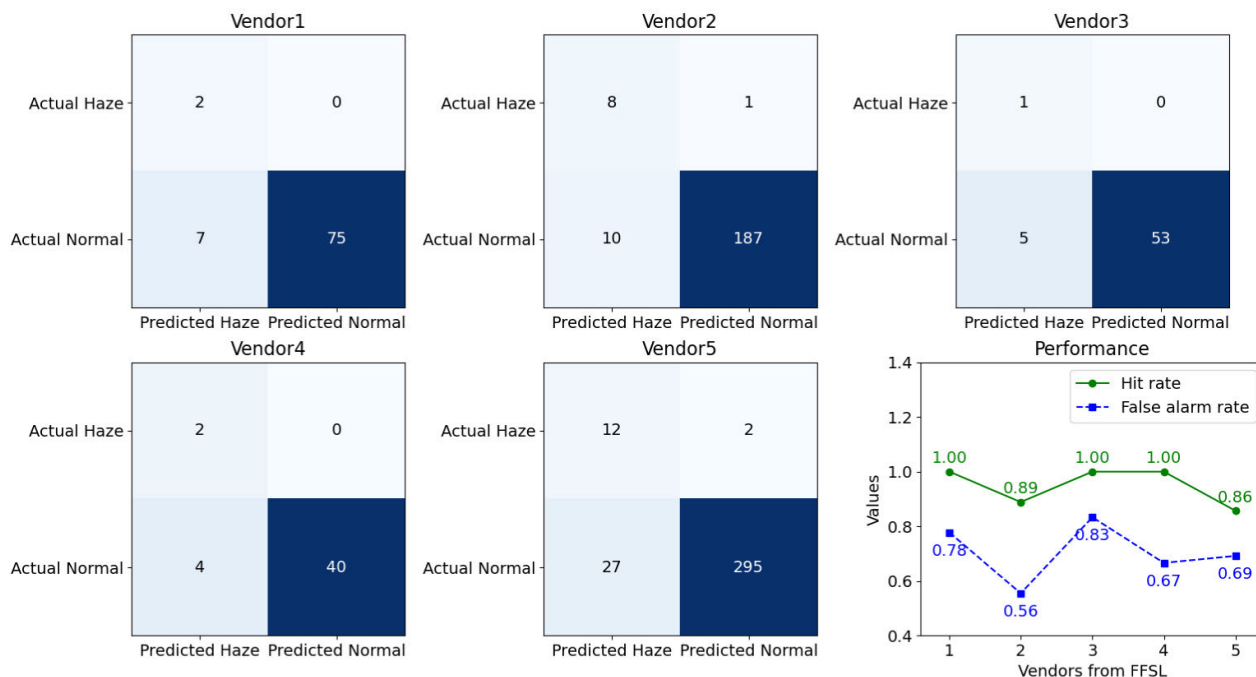 Vendor1
Actual Haze
2
0
Actual Normal
7
75
Predicted Haze
Predicted Normal
Vendor2
Actual Haze
8
1
Actual Normal
10
187
Predicted Haze
Predicted Normal
Vendor3
Actual Haze
1
0
Actual Normal
5
53
Predicted Haze
Predicted Normal
Vendor4
Actual Haze
2
0
Actual Normal
4
40
Predicted Haze
Predicted Normal
Vendor5
Actual Haze
12
2
Actual Normal
27
295
Predicted Haze
Predicted Normal
Performance
Hit rate
False alarm rate
Values
1.4
1.2
1.0
0.8
0.6
0.4
1.00
0.89
1.00
1.00
0.86
0.78
0.56
0.83
0.67
0.69
1
2
3
4
5
Vendors from FFSL